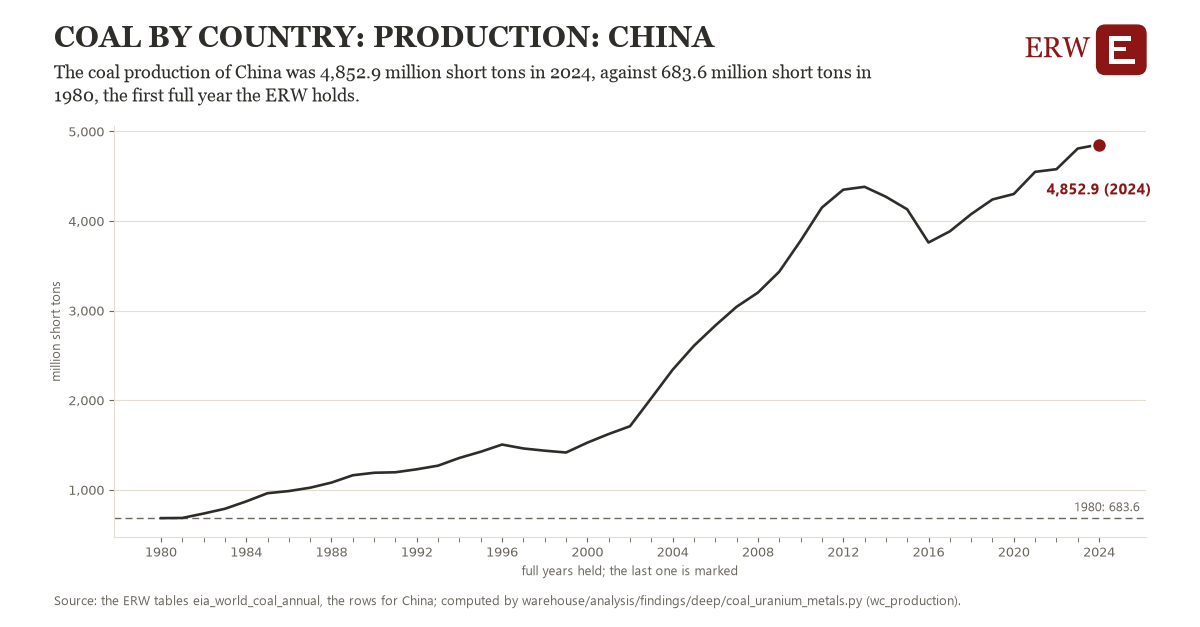 COAL BY COUNTRY: PRODUCTION: CHINA
ERW E
The coal production of China was 4,852.9 million short tons in 2024, against 683.6 million short tons in
1980, the first full year the ERW holds.
5,000
4,852.9 (2024)
4,000
3,000
million short tons
2,000
1,000
1980: 683.6
1980 1984 1988 1992 1996 2000 2004 2008 2012 2016 2020 2024
full years held; the last one is marked
Source: the ERW tables eia_world_coal_annual, the rows for China; computed by warehouse/analysis/findings/deep/coal_uranium_metals.py (wc_production).